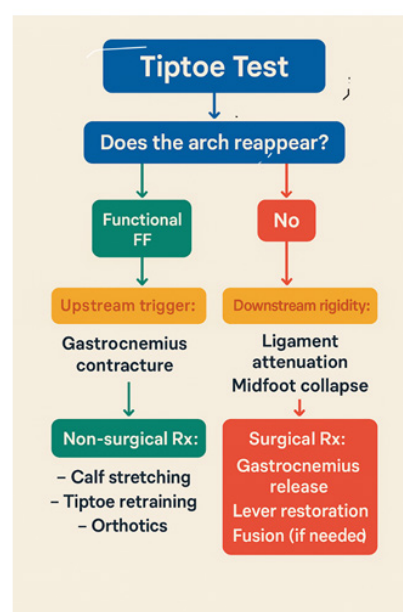 Tiptoe Test
Does the arch reappear?
Functional
FF
No
Upstream trigger:
Downstream rigidity:
Gastrocnemius
contracture
Ligament
attenuation
Midfoot collapse
Non-surgical Rx:
– Calf stretching
– Tiptoe retraining
– Orthotics
Surgical Rx:
Gastrocnemius
release
Lever restoration
Fusion (if needed)